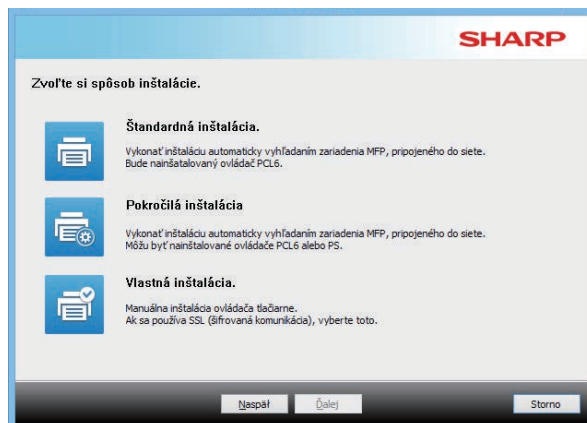 SHARP
Zvoľte si spôsob inštalácie.
Štandardná inštalácia.
Vykonať inštaláciu automaticky vyhľadaním zariadenia MFP, pripojeného do siete.
Bude nainšatalovaný ovládač PCL6.
Pokročilá inštalácia
Vykonať inštaláciu automaticky vyhľadaním zariadenia MFP, pripojeného do siete.
Môžu byť nainštalované ovládače PCL6 alebo PS.
Vlastná inštalácia.
Manuálna inštalácia ovládača tlačiarne.
Ak sa používa SSL (šifrovaná komunikácia), vyberte toto.
Naspäť Ďalej Storno